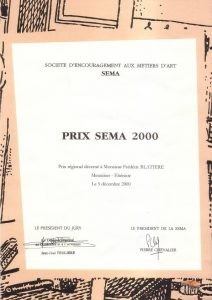 SOCIETE D'ENCOURAGEMENT AUX METIERS D'ART
SEMA
PRIX SEMA 2000
Prix régional décerné à Monsieur Frédéric BLATIERE
Menuisier - Ebéniste
Le 5 décembre 2000
LE PRESIDENT DU JURY
LE PRESIDENT DE LA SEMA
PIERRE CHEVALIER